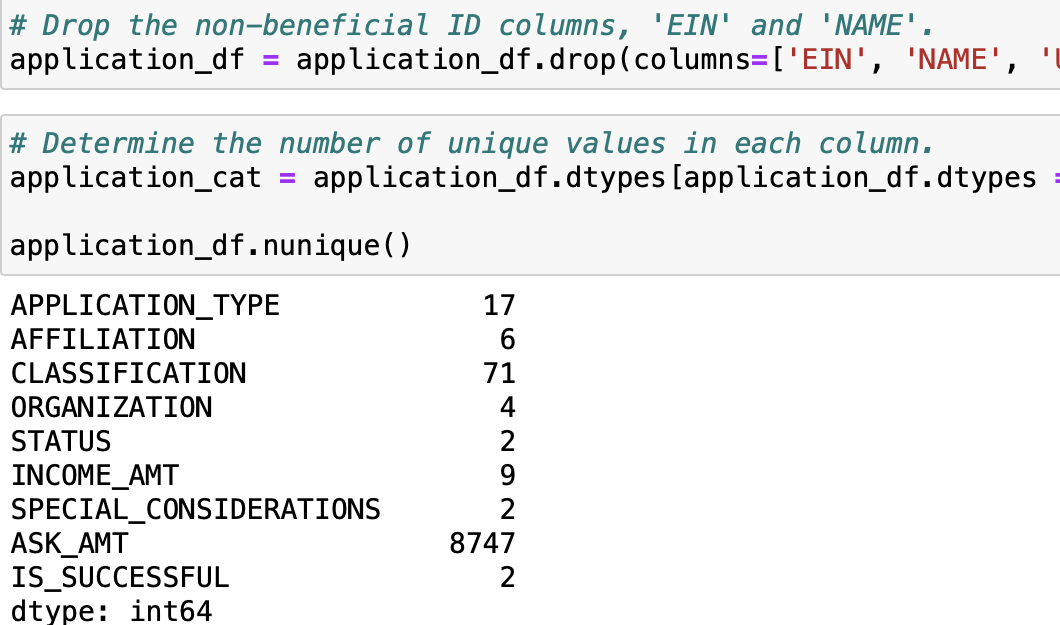 # Drop the non-beneficial ID columns, 'EIN' and 'NAME'.
application_df = application_df.drop(columns=['EIN', 'NAME', '
# Determine the number of unique values in each column.
application_cat = application_df.dtypes[application_df.dtypes =
application_df.nunique()
APPLICATION_TYPE 17
AFFILIATION 6
CLASSIFICATION 71
ORGANIZATION 4
STATUS 2
INCOME_AMT 9
SPECIAL_CONSIDERATIONS 2
ASK_AMT 8747
IS_SUCCESSFUL 2
dtype: int64